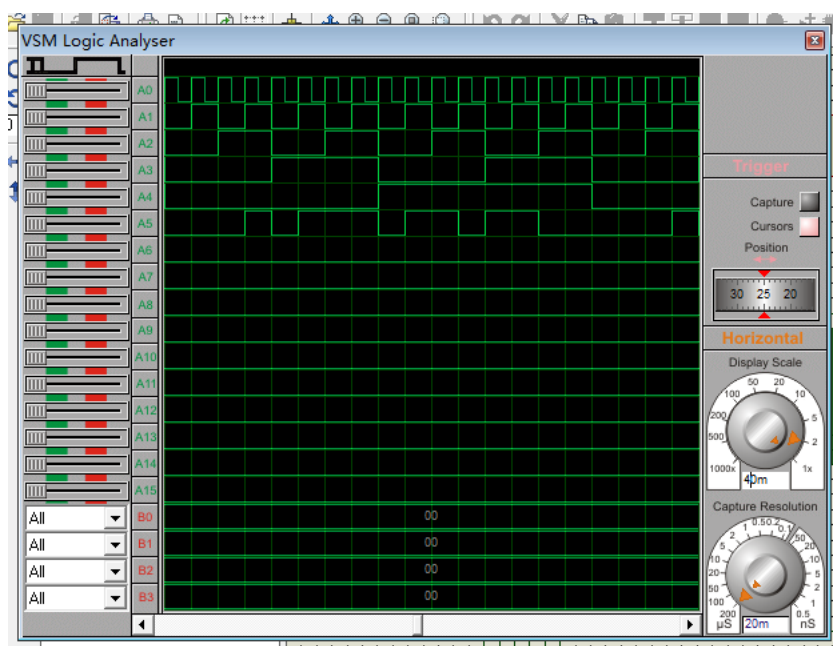 VSM Logic Analyser
A0
A1
A2
A3
A4
A5
A6
A7
A8
A9
A10
A11
A12
A13
A14
A15
All B0 00
All B1 00
All B2 00
All B3 00
Trigger
Capture
Cursors
Position
30 25 20
Horizontal
Display Scale
50 20
100 10
200 5
500 2
1000x 1x
40m
Capture Resolution
1 0.5 0.2 0.1
2 50
5 20
10 10
20 5
50 2
100 1
200 0.5
µS 20m nS